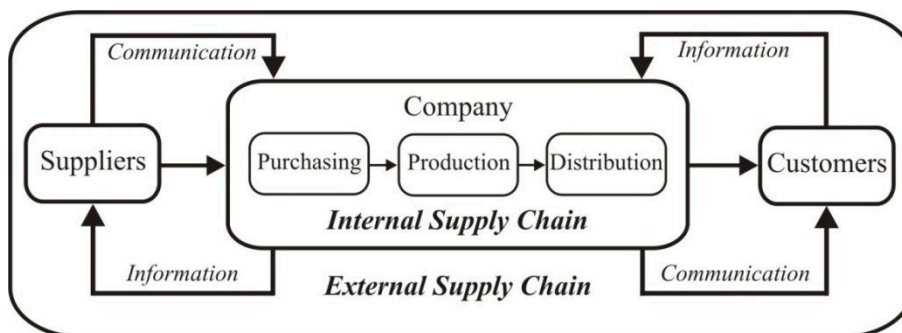 Communication
Information
Company
Suppliers
Purchasing
Production
Distribution
Customers
Internal Supply Chain
Information
External Supply Chain
Communication